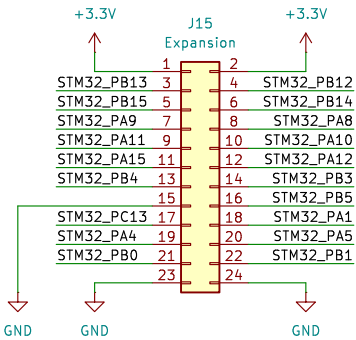 +3.3V J15 +3.3V
Expansion
1 2
STM32_PB13 3 4 STM32_PB12
STM32_PB15 5 6 STM32_PB14
STM32_PA9 7 8 STM32_PA8
STM32_PA11 9 10 STM32_PA10
STM32_PA15 11 12 STM32_PA12
STM32_PB4 13 14 STM32_PB3
15 16 STM32_PB5
STM32_PC13 17 18 STM32_PA1
STM32_PA4 19 20 STM32_PA5
STM32_PB0 21 22 STM32_PB1
23 24
GND GND GND